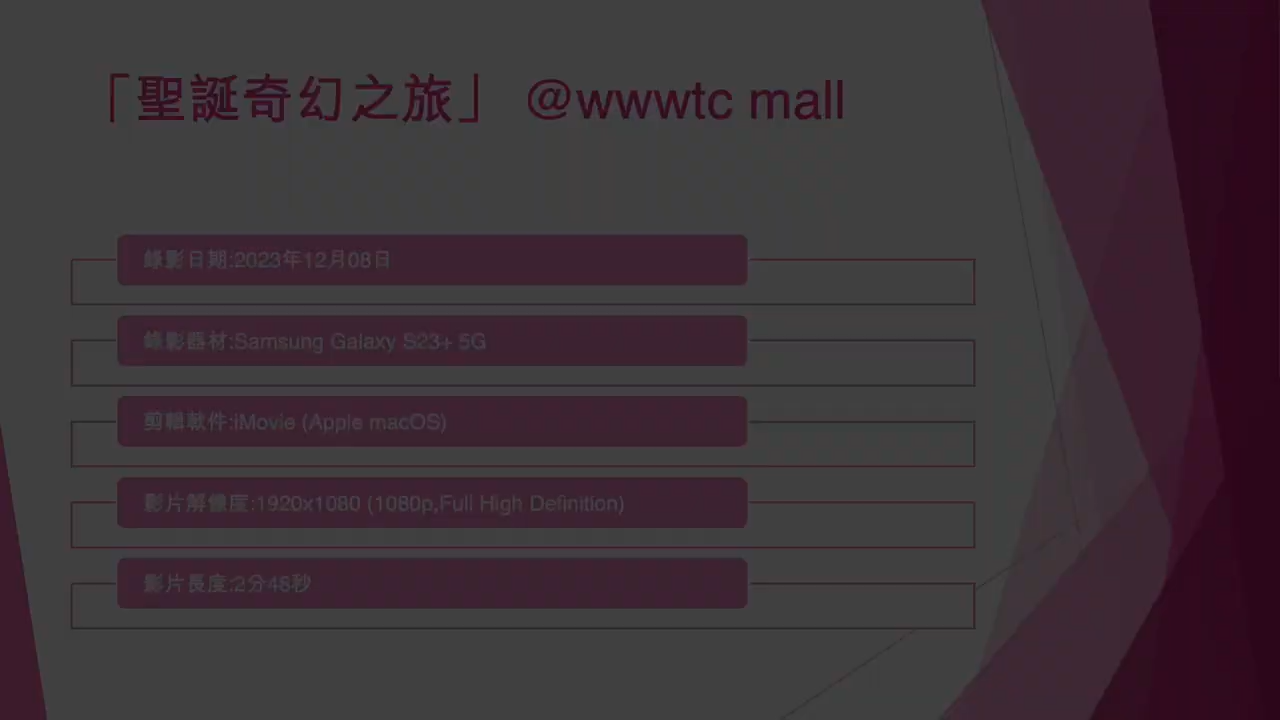 「聖誕奇幻之旅」 @wwwtc mall
錄影日期:2023年12月08日
錄影器材:Samsung Galaxy S23+ 5G
剪輯軟件:iMovie (Apple macOS)
影片解像度:1920x1080 (1080p,Full High Definition)
影片長度:2分48秒